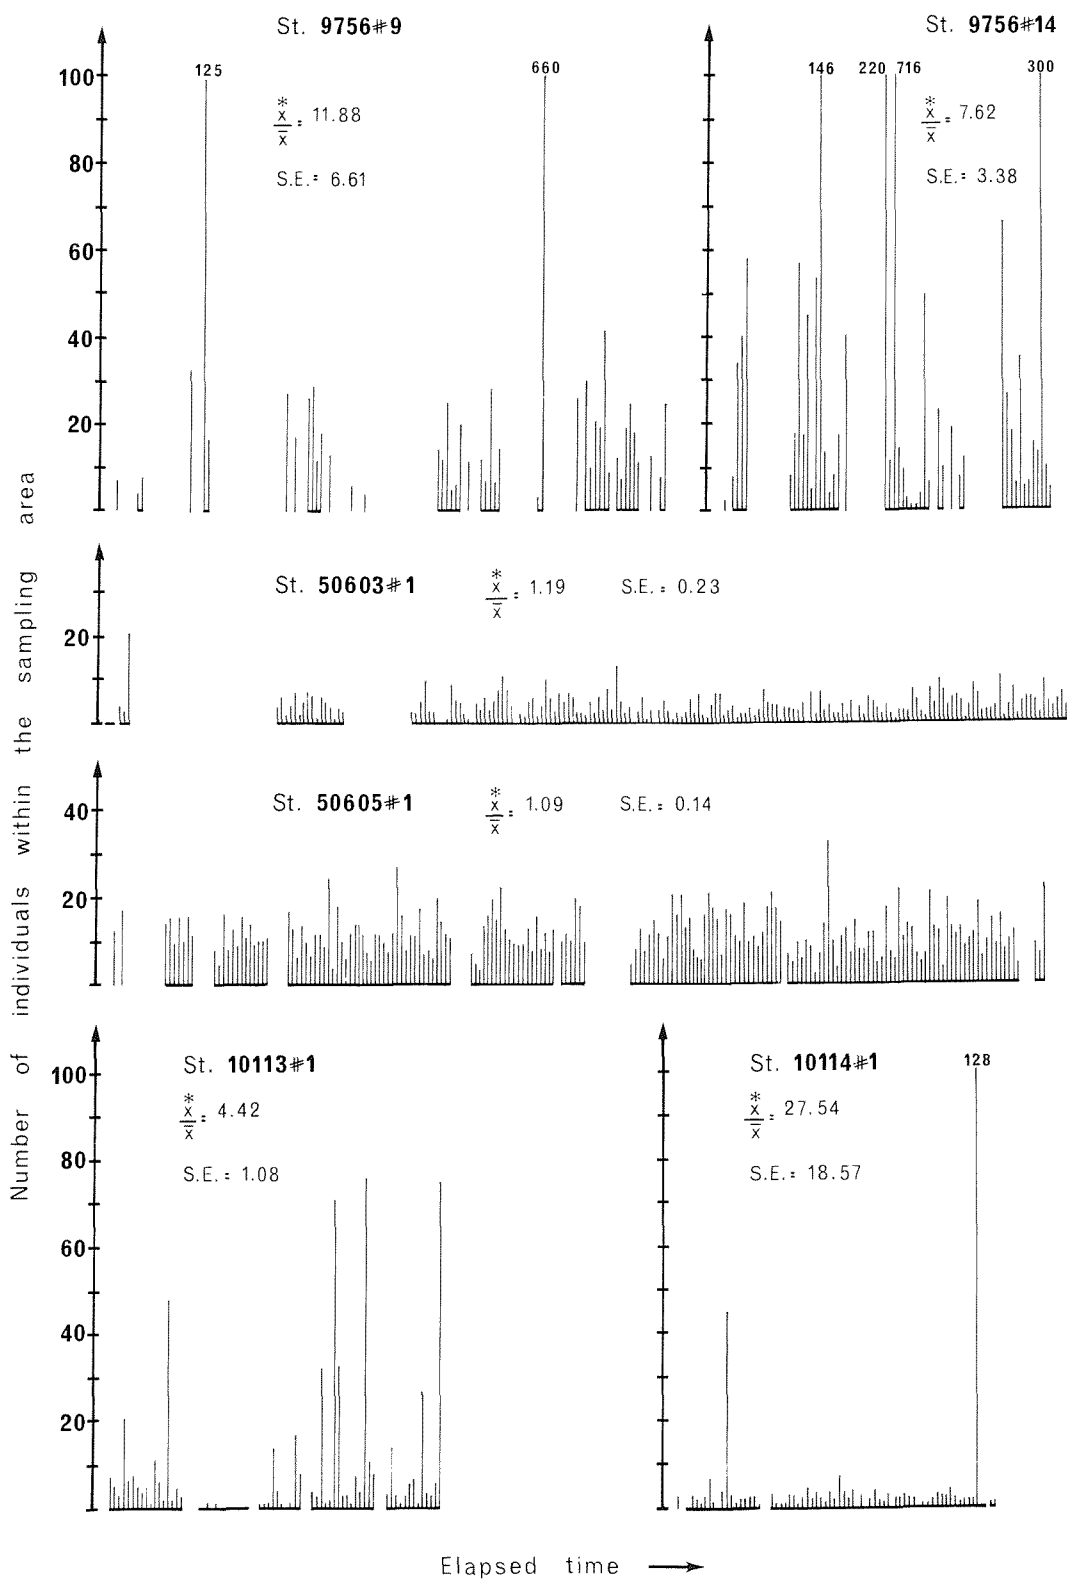 St. 9756#9
St. 9756#14
125
660
146
220
716
300
100
80
60
40
20
*
x
x̄ = 11.88
S.E. = 6.61
*
x
x̄ = 7.62
S.E. = 3.38
St. 50603#1
*
x
x̄ = 1.19
S.E. = 0.23
20
St. 50605#1
*
x
x̄ = 1.09
S.E. = 0.14
40
20
St. 10113#1
*
x
x̄ = 4.42
S.E. = 1.08
100
80
60
40
20
St. 10114#1
128
*
x
x̄ = 27.54
S.E. = 18.57
Number of individuals within the sampling area
Elapsed time →